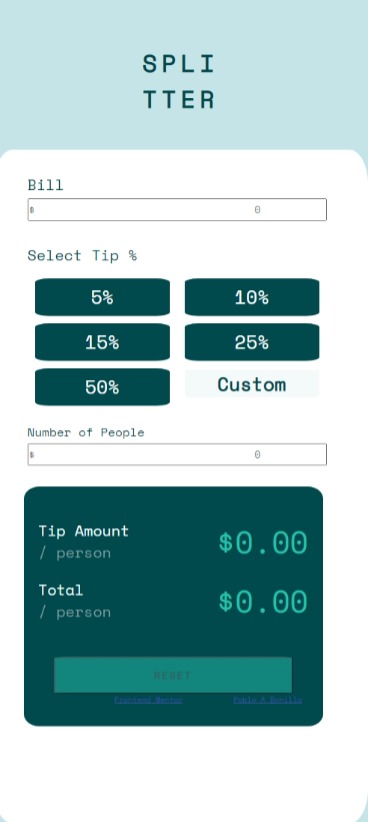 SPLI
TTER
Bill
$ 0
Select Tip %
5% 10%
15% 25%
50% Custom
Number of People
$ 0
Tip Amount
/ person
$0.00
Total
/ person
$0.00
RESET
Frontend Mentor Pablo A Bonilla